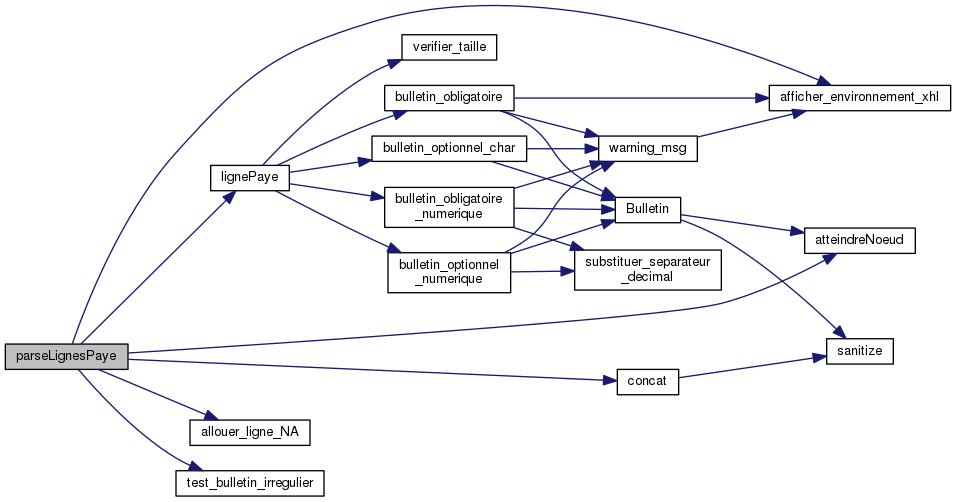 verifier_taille
bulletin_obligatoire
afficher_environnement_xhl
bulletin_optionnel_char
warning_msg
lignePaye
bulletin_obligatoire
_numerique
Bulletin
atteindreNoeud
bulletin_optionnel
_numerique
substituer_separateur
_decimal
parseLignesPaye
sanitize
concat
allouer_ligne_NA
test_bulletin_irregulier